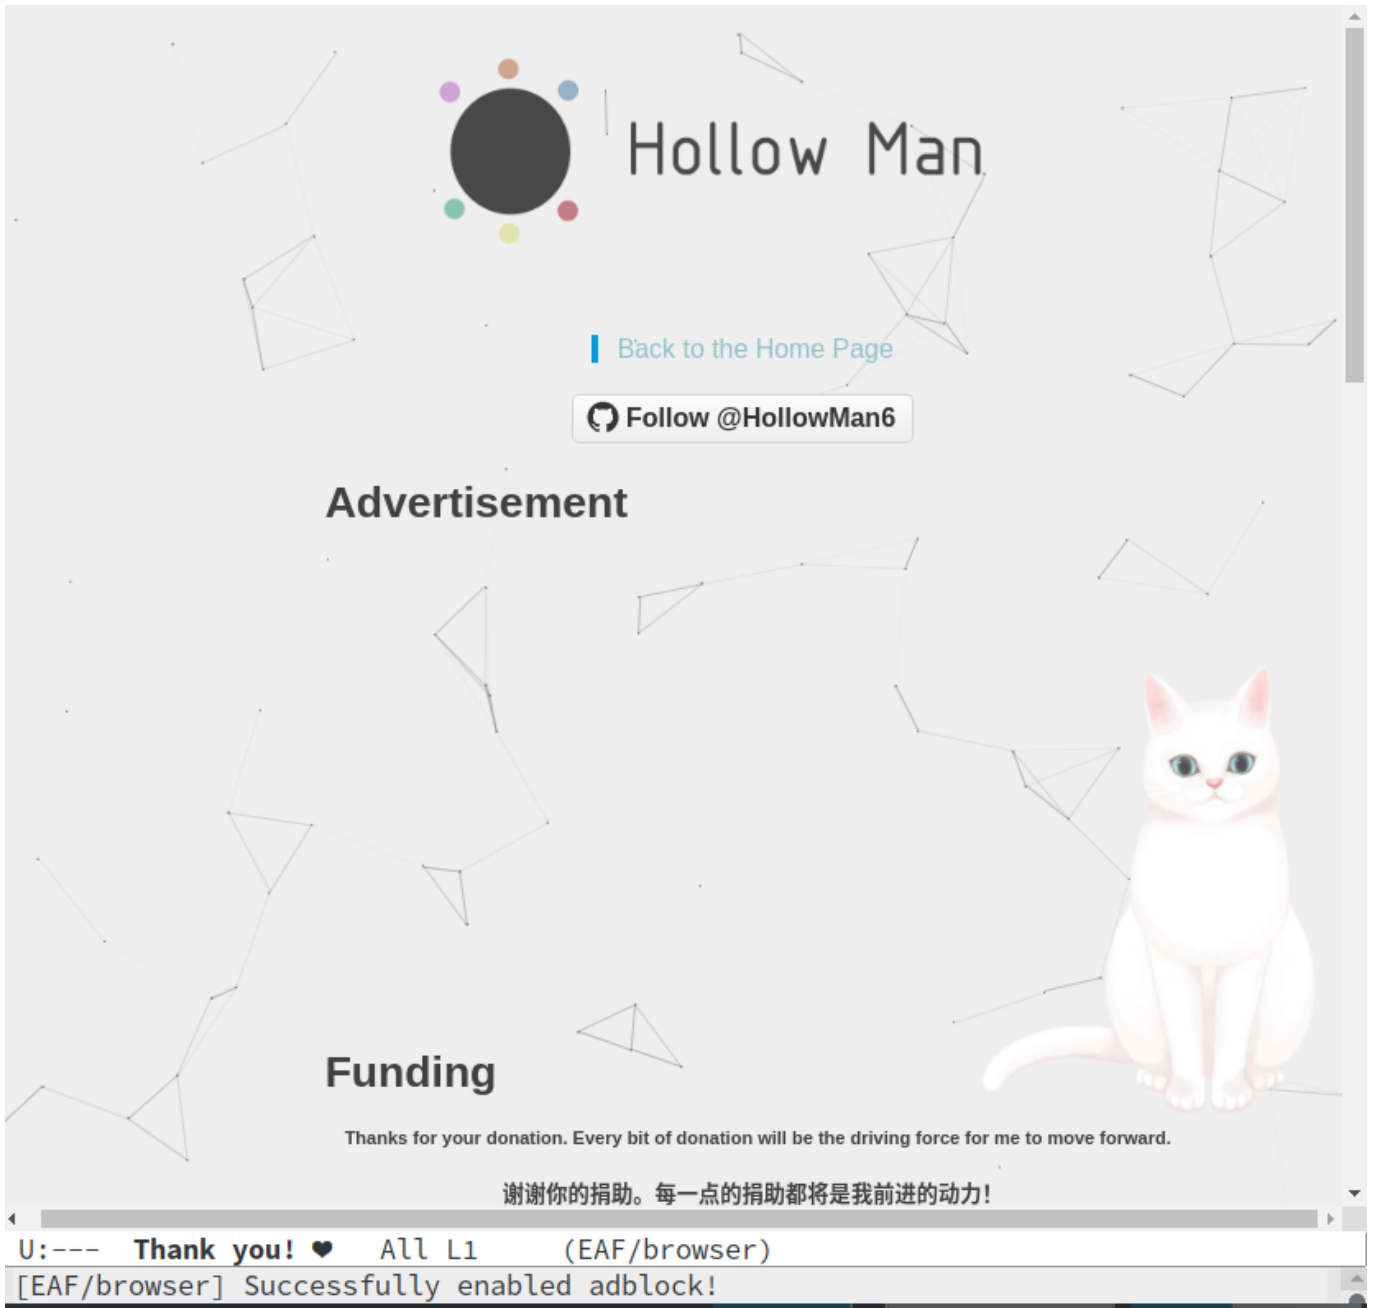 Hollow Man
Back to the Home Page
Follow @HollowMan6
Advertisement
Funding
Thanks for your donation. Every bit of donation will be the driving force for me to move forward.
谢谢你的捐助。每一点的捐助都将是我前进的动力！
U:--- Thank you! ❤ All L1 (EAF/browser)
[EAF/browser] Successfully enabled adblock!